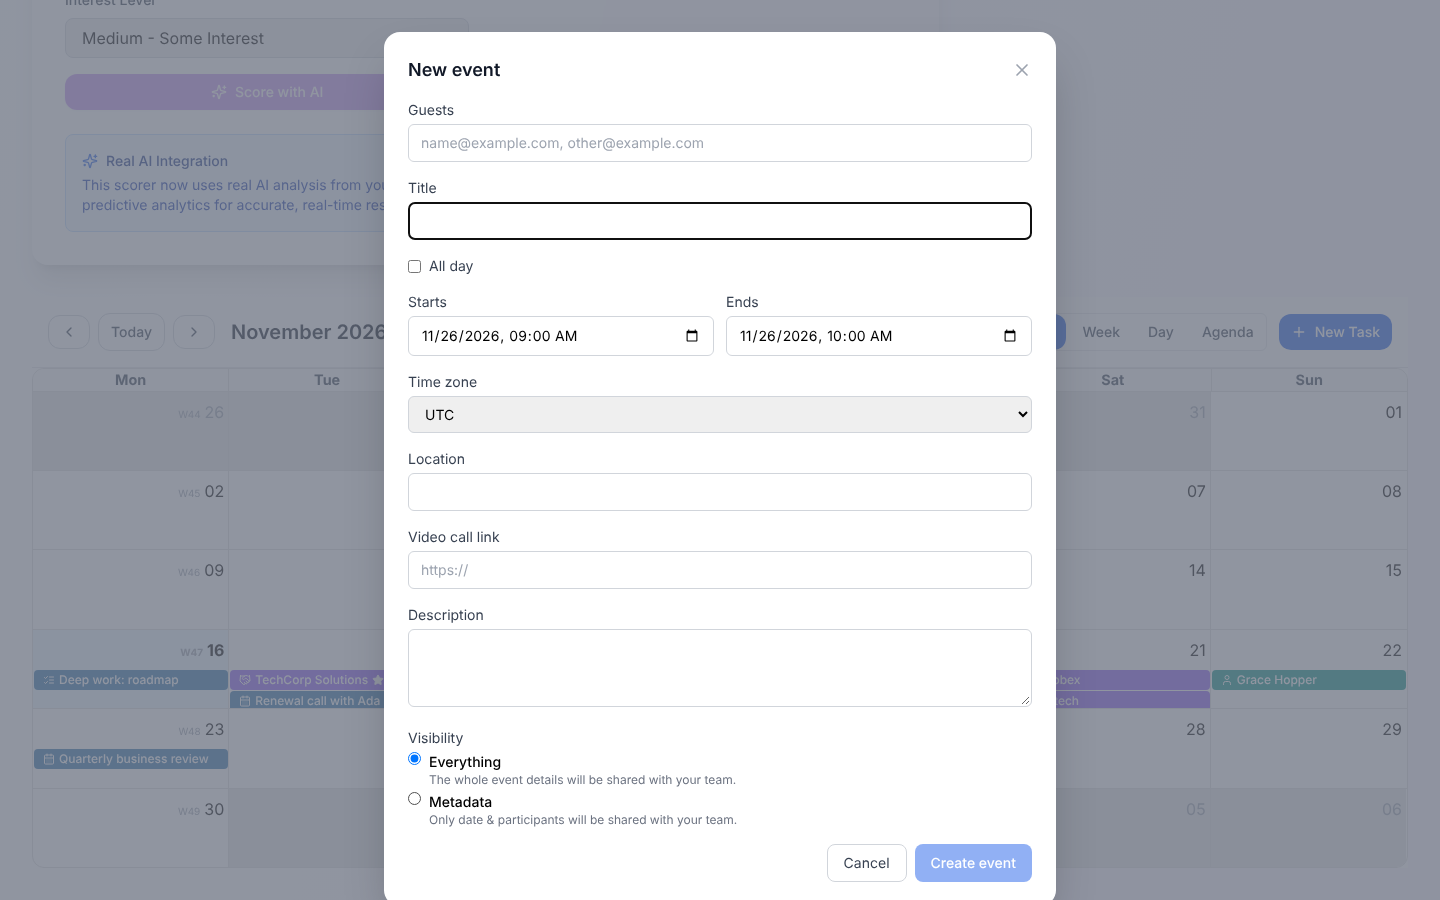 Interest Level
Medium - Some Interest
Score with AI
Real AI Integration
This scorer now uses real AI analysis from you
predictive analytics for accurate, real-time res
New event
Guests
name@example.com, other@example.com
Title
All day
Starts
Ends
11/26/2026, 09:00 AM
11/26/2026, 10:00 AM
Time zone
UTC
Location
Video call link
https://
Description
Visibility
Everything
The whole event details will be shared with your team.
Metadata
Only date & participants will be shared with your team.
Cancel
Create event
Today
November 2026
Week
Day
Agenda
New Task
Mon
Tue
Sat
Sun
W44 26
31
01
W45 02
07
08
W46 09
14
15
W47 16
21
22
Deep work: roadmap
TechCorp Solutions
Grace Hopper
Renewal call with Ada
W48 23
28
29
Quarterly business review
W49 30
05
06